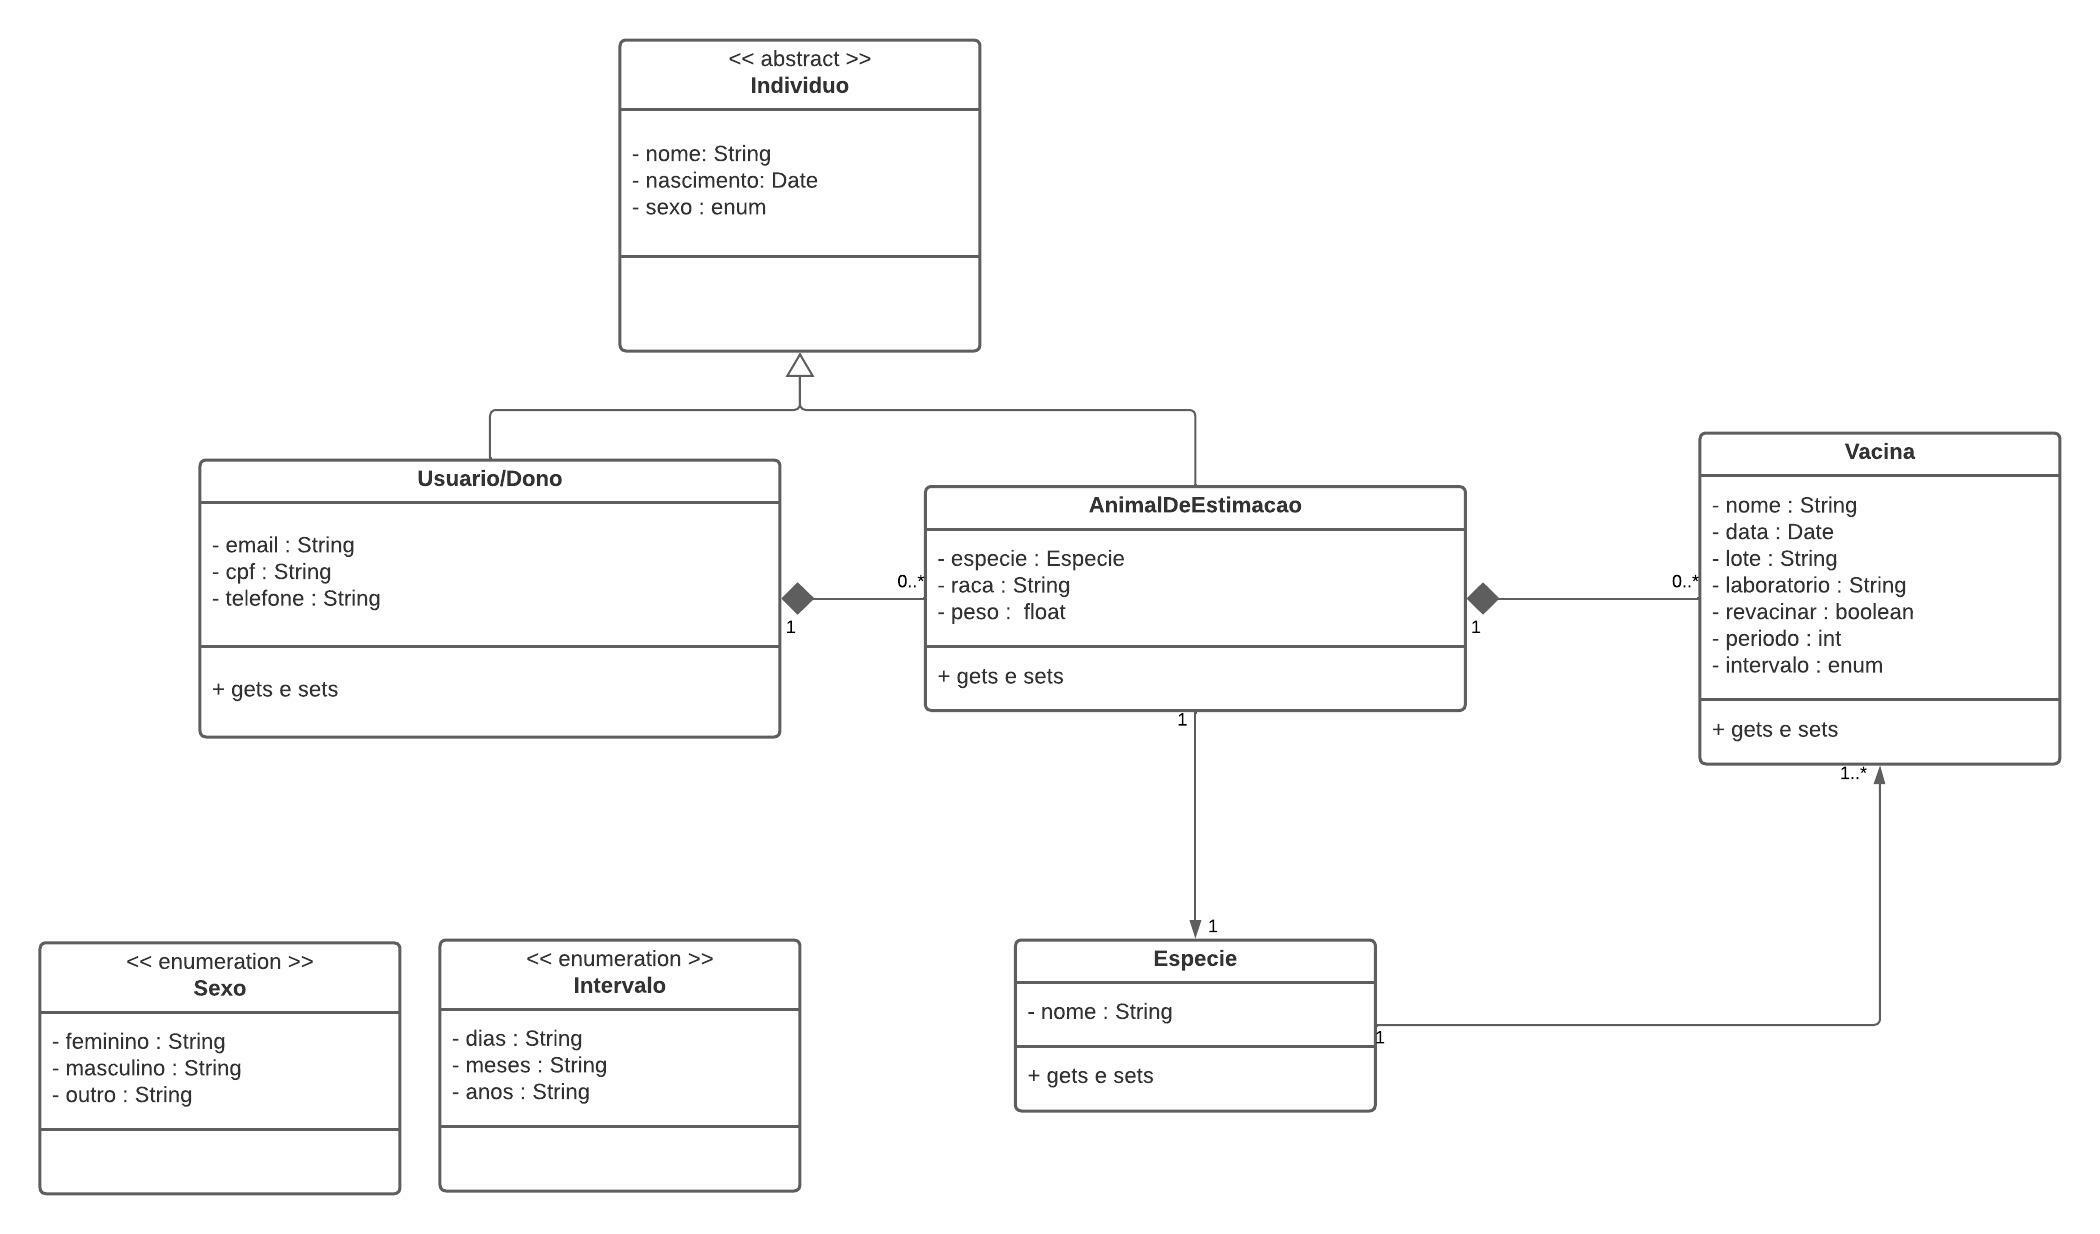 << abstract >>
Individuo
- nome: String
- nascimento: Date
- sexo : enum
Usuario/Dono
- email : String
- cpf : String
- telefone : String
+ gets e sets
1
0..*
AnimalDeEstimacao
- especie : Especie
- raca : String
- peso :  float
+ gets e sets
1
0..*
Vacina
- nome : String
- data : Date
- lote : String
- laboratorio : String
- revacinar : boolean
- periodo : int
- intervalo : enum
+ gets e sets
1..*
1
1
<< enumeration >>
Sexo
- feminino : String
- masculino : String
- outro : String
<< enumeration >>
Intervalo
- dias : String
- meses : String
- anos : String
Especie
- nome : String
+ gets e sets
1